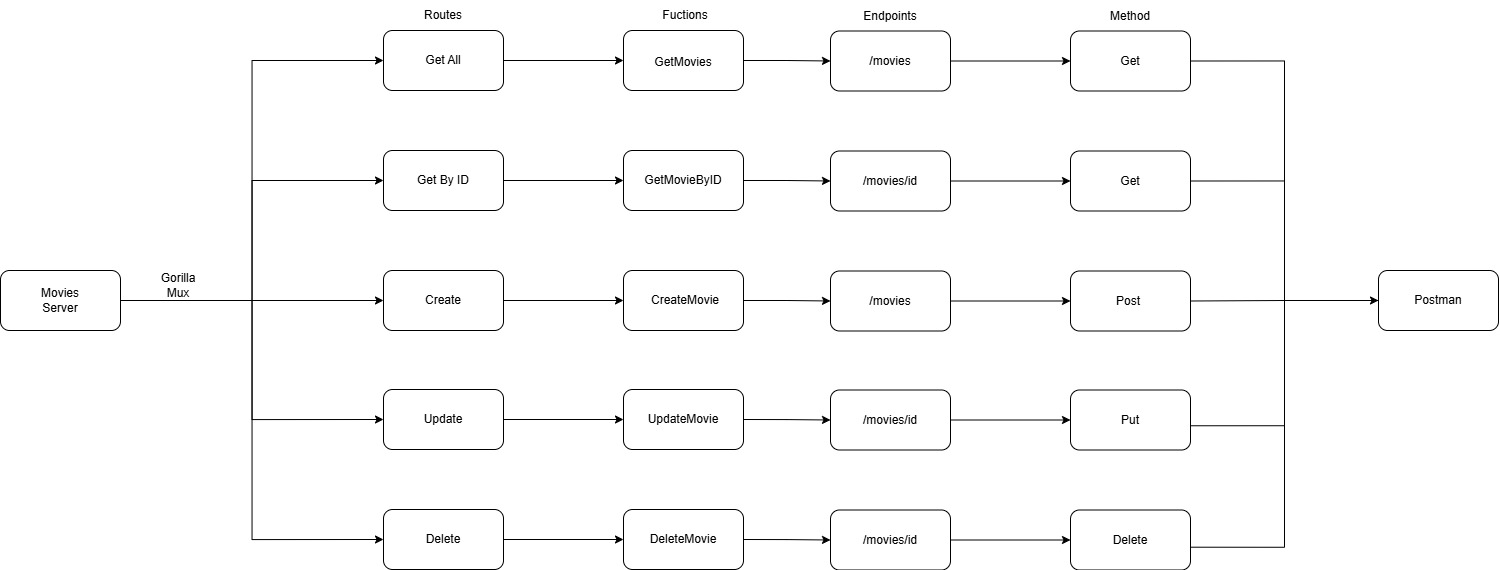 Routes
Fuctions
Endpoints
Method
Get All
GetMovies
/movies
Get
Get By ID
GetMovieByID
/movies/id
Get
Movies
Server
Gorilla
Mux
Create
CreateMovie
/movies
Post
Postman
Update
UpdateMovie
/movies/id
Put
Delete
DeleteMovie
/movies/id
Delete